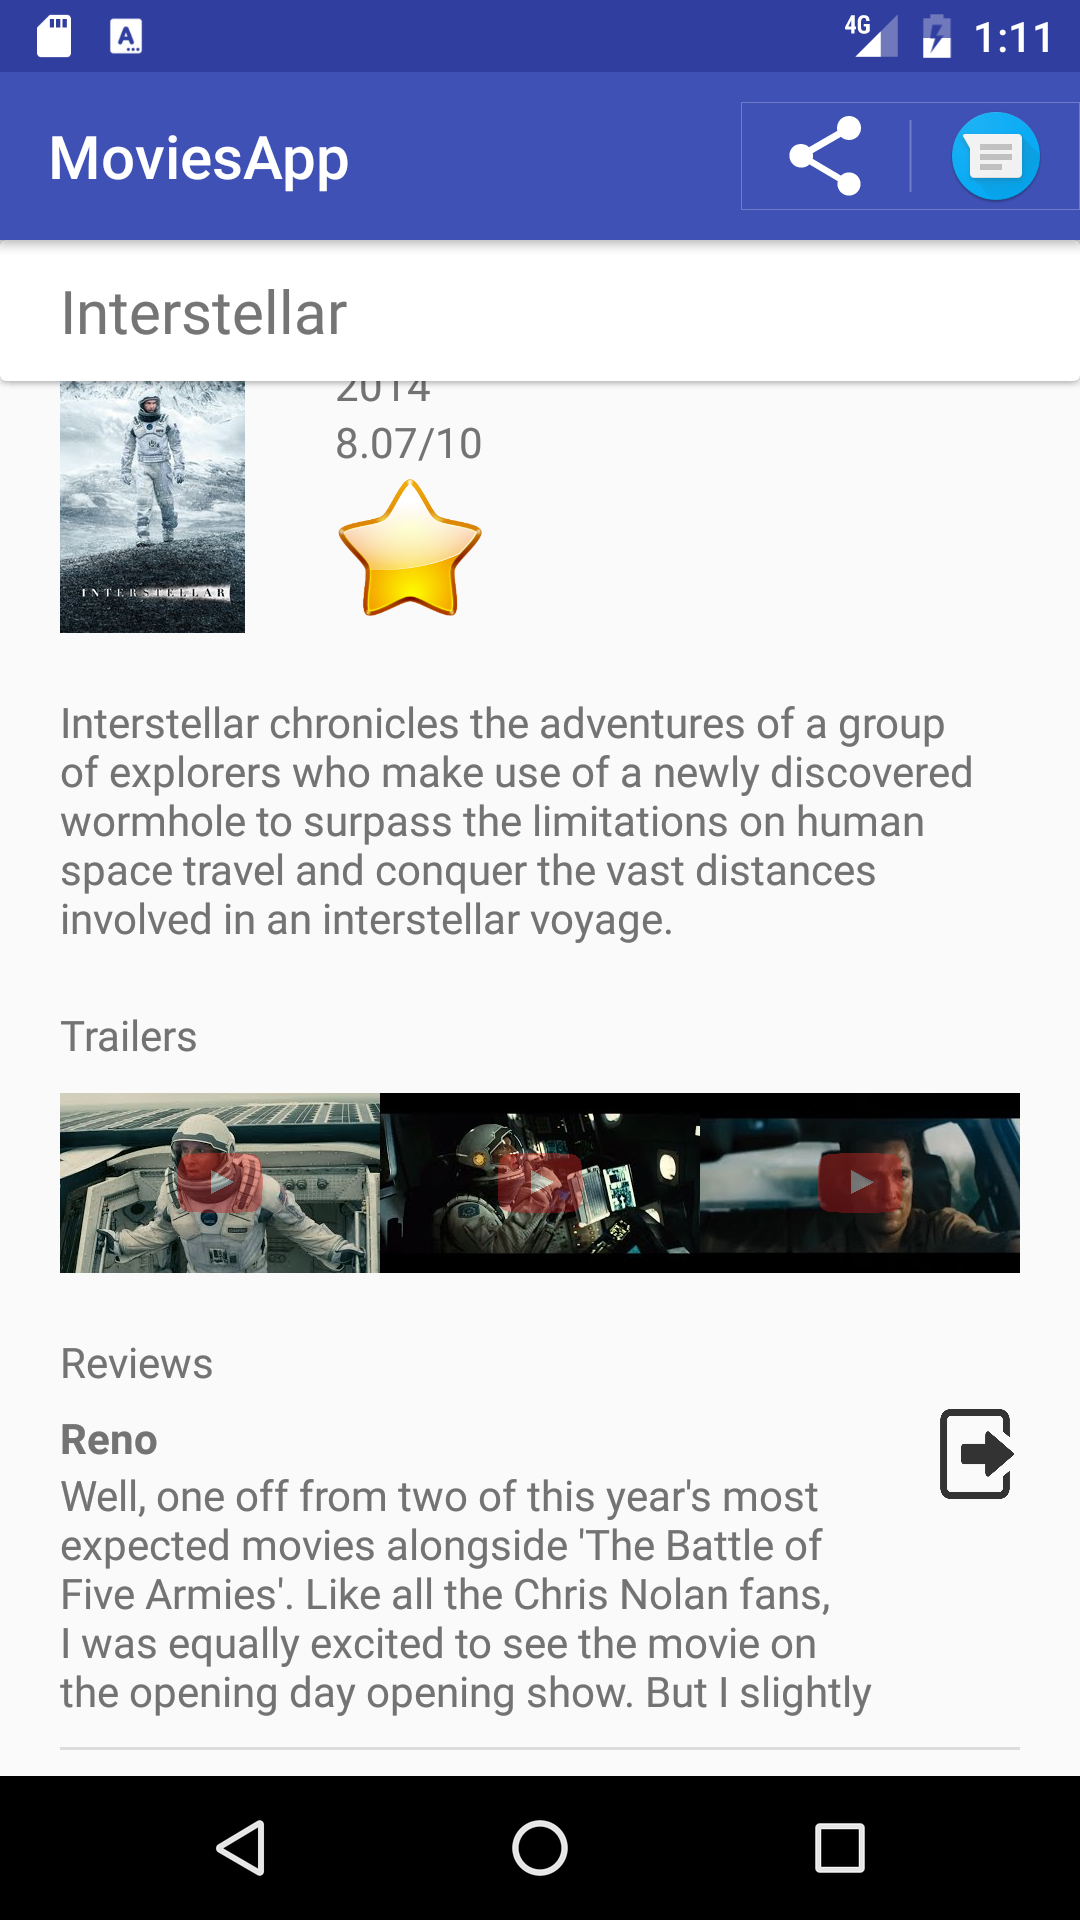 4G 1:11
MoviesApp
Interstellar
2014
8.07/10
INTERSTELLAR
Interstellar chronicles the adventures of a group
of explorers who make use of a newly discovered
wormhole to surpass the limitations on human
space travel and conquer the vast distances
involved in an interstellar voyage.
Trailers
Reviews
Reno
Well, one off from two of this year's most
expected movies alongside 'The Battle of
Five Armies'. Like all the Chris Nolan fans,
I was equally excited to see the movie on
the opening day opening show. But I slightly